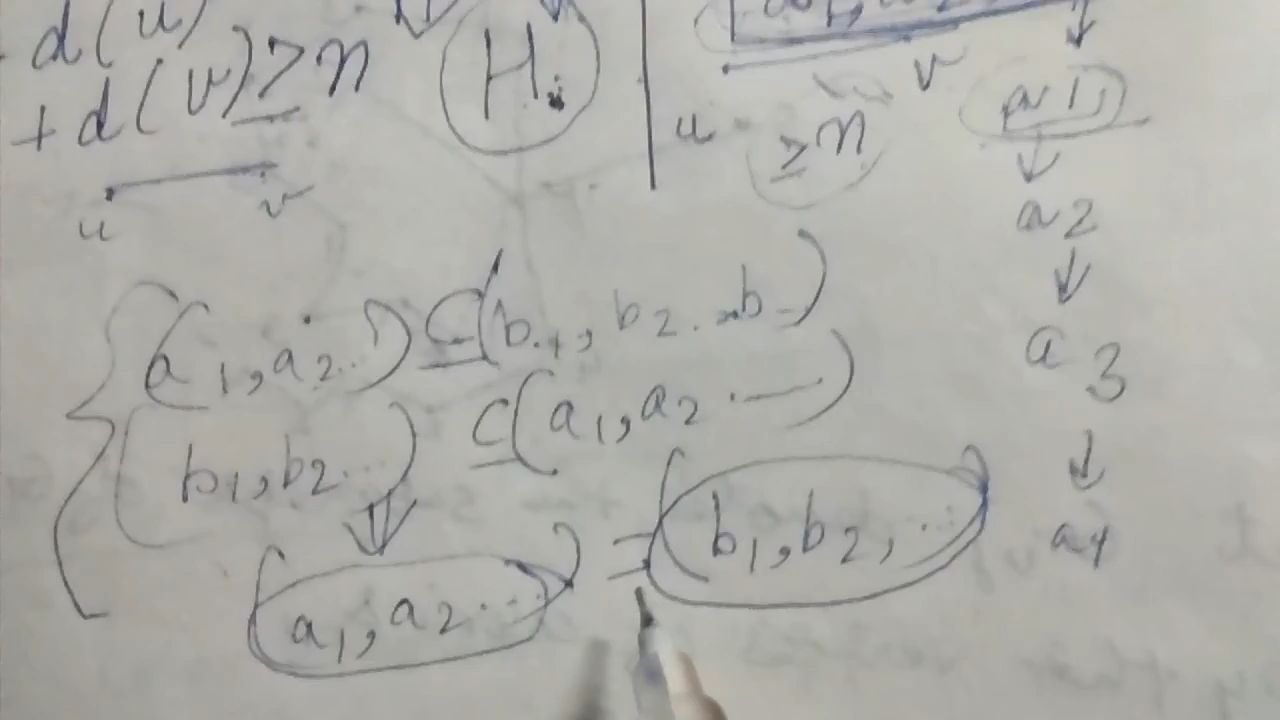 d(u)
+ d(v) ≥ n
H
u v
u v
≥ n
a1,
a2
a3
a4
(a1, a2 ..) ⊆ (b1, b2 ... b..)
(b1, b2 ...) ⊆ (a1, a2 . —)
(a1, a2 ...) = (b1, b2, ...)